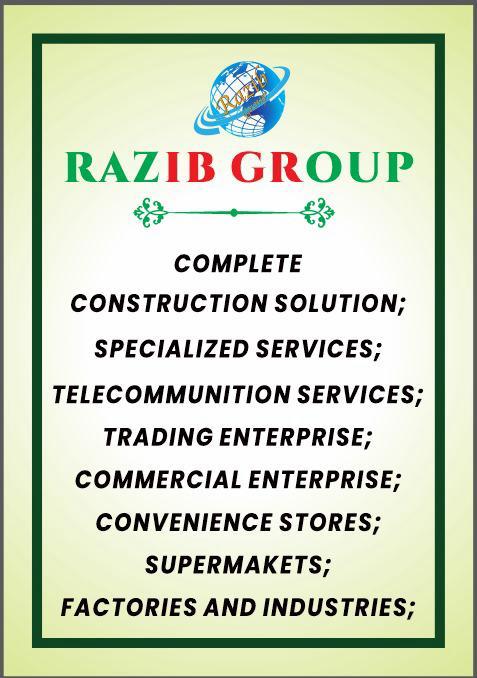 Razib
RAZIB GROUP
COMPLETE
CONSTRUCTION SOLUTION;
SPECIALIZED SERVICES;
TELECOMMUNITION SERVICES;
TRADING ENTERPRISE;
COMMERCIAL ENTERPRISE;
CONVENIENCE STORES;
SUPERMAKETS;
FACTORIES AND INDUSTRIES;